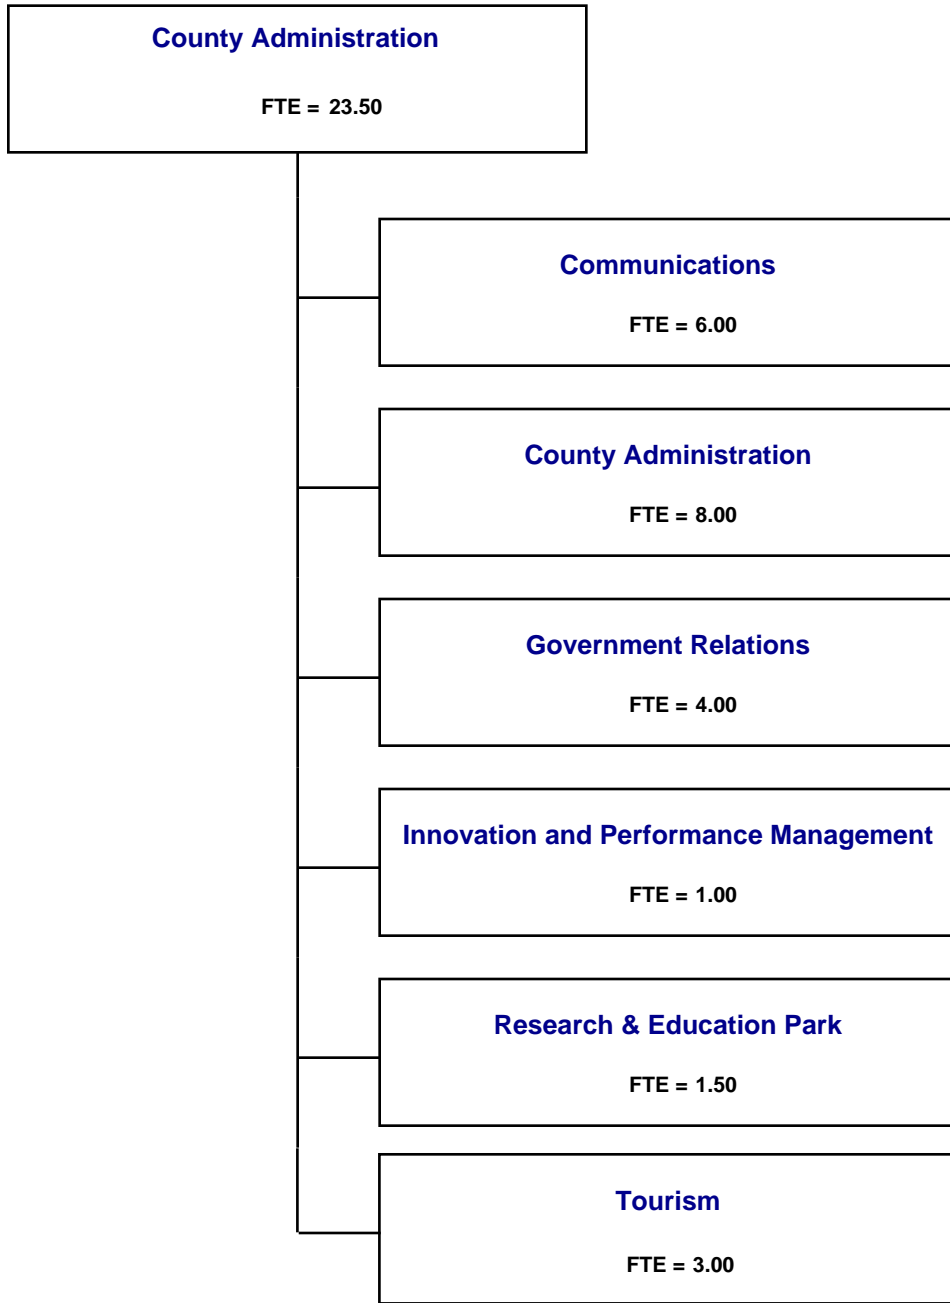 County Administration
FTE = 23.50
Communications
FTE = 6.00
County Administration
FTE = 8.00
Government Relations
FTE = 4.00
Innovation and Performance Management
FTE = 1.00
Research & Education Park
FTE = 1.50
Tourism
FTE = 3.00